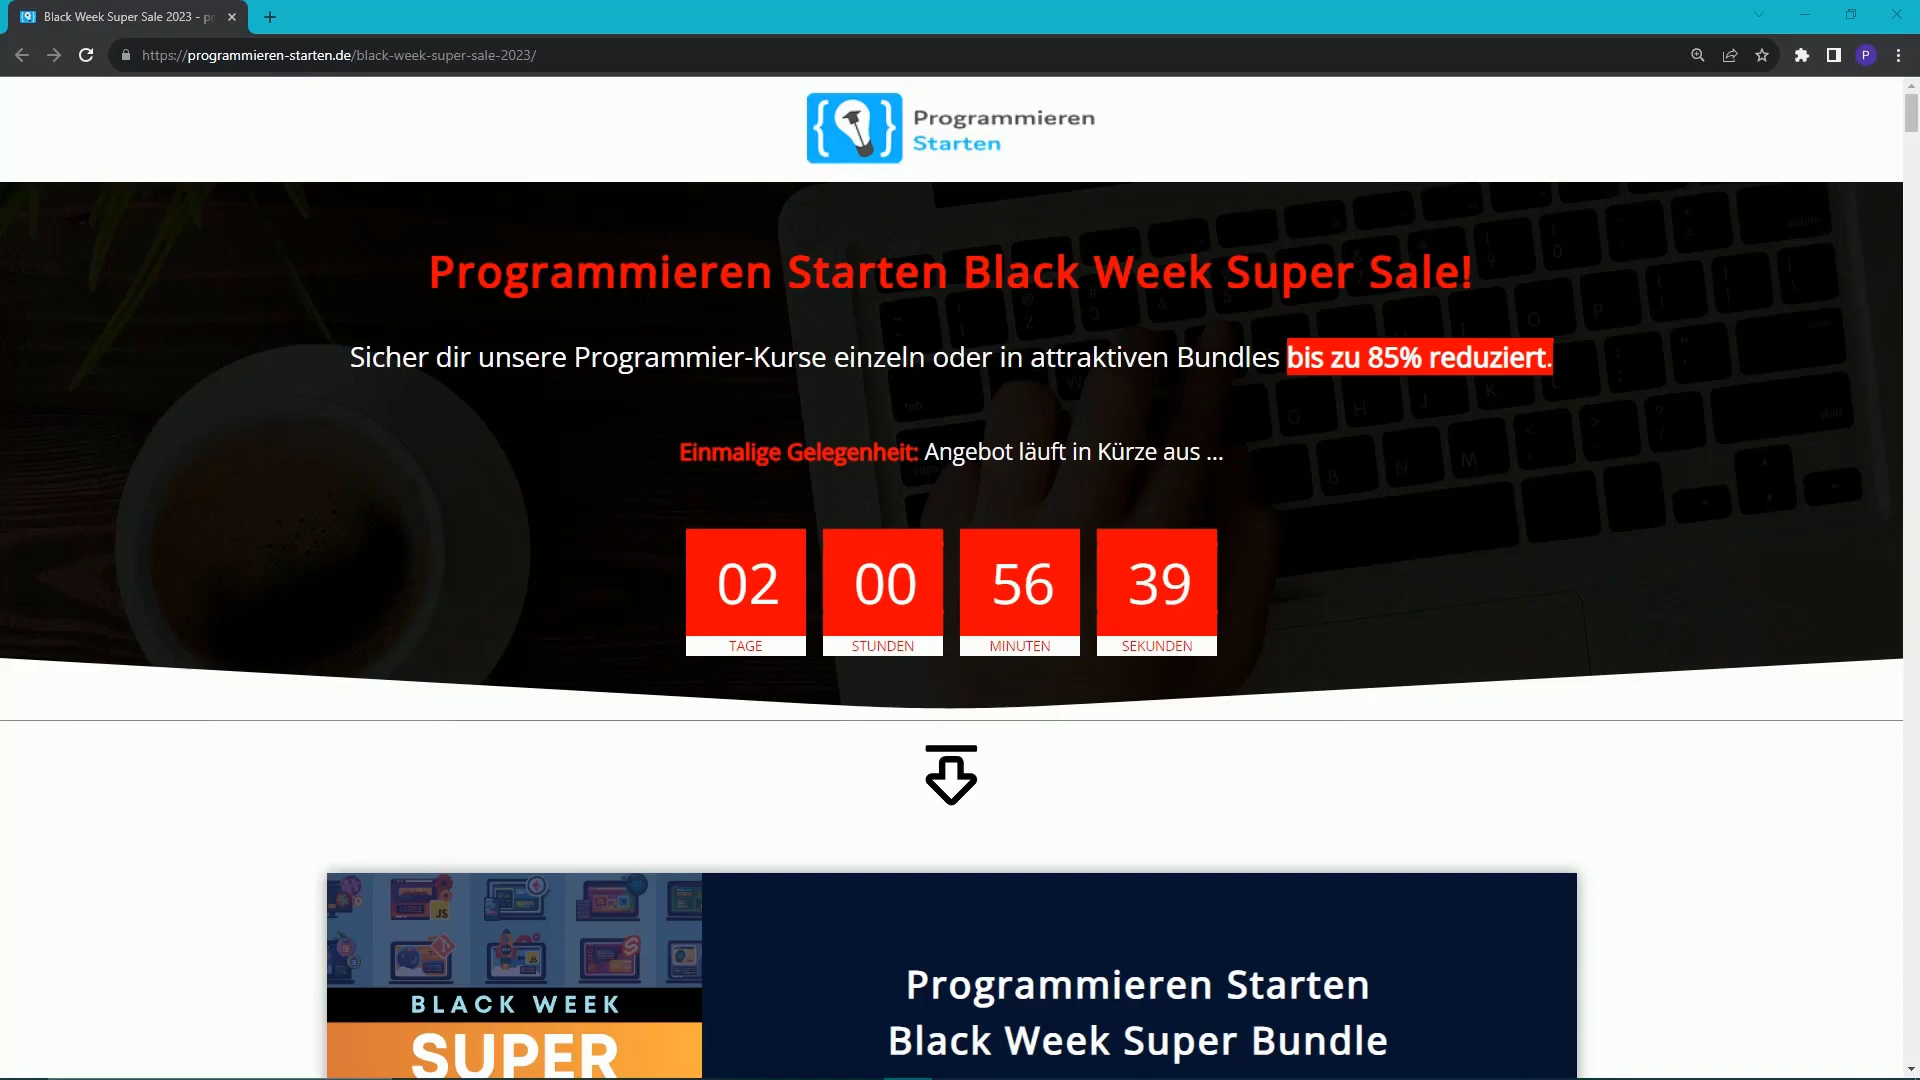 Black Week Super Sale 2023 - pr
https://programmieren-starten.de/black-week-super-sale-2023/
P
Programmieren
Starten
Programmieren Starten Black Week Super Sale!
Sicher dir unsere Programmier-Kurse einzeln oder in attraktiven Bundles bis zu 85% reduziert.
Einmalige Gelegenheit: Angebot läuft in Kürze aus ...
02 00 56 39
TAGE STUNDEN MINUTEN SEKUNDEN
JS
JS
BLACK WEEK
SUPER
Programmieren Starten
Black Week Super Bundle